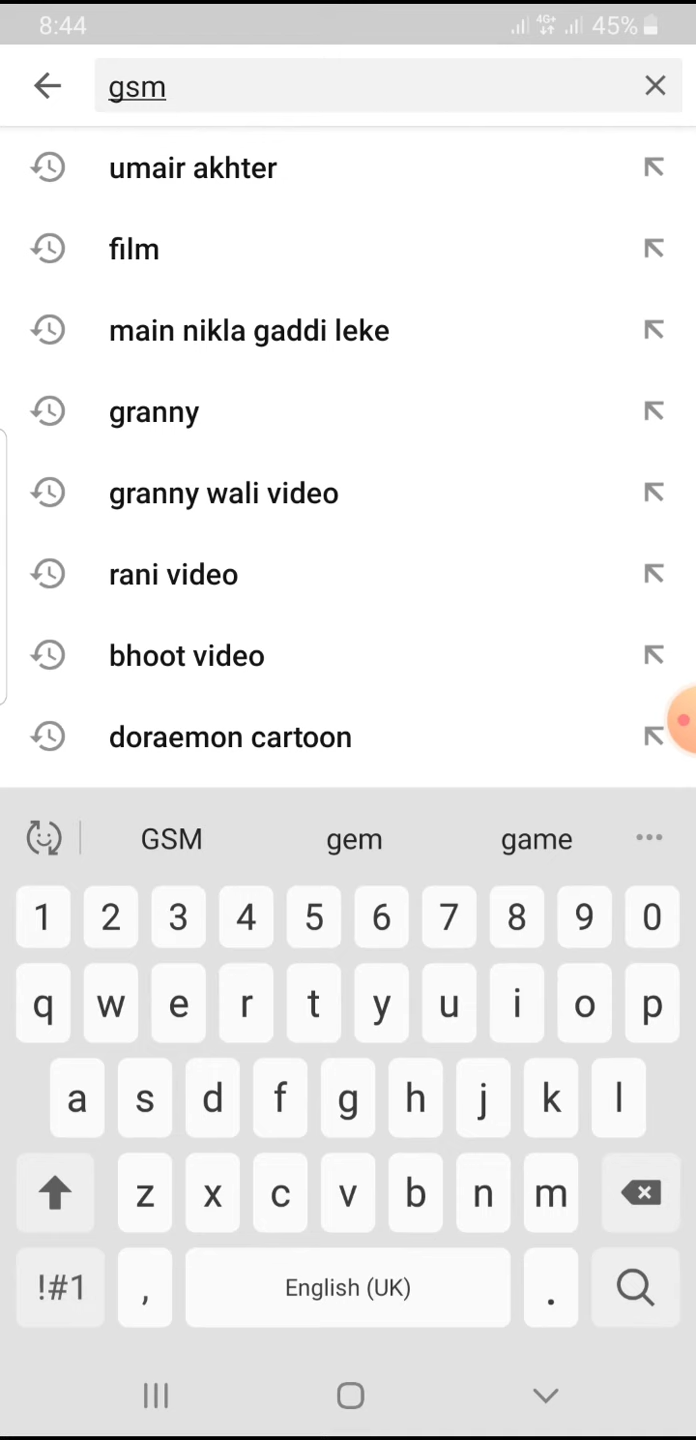 8:44 4G+ 45%
gsm
umair akhter
film
main nikla gaddi leke
granny
granny wali video
rani video
bhoot video
doraemon cartoon
GSM gem game
1 2 3 4 5 6 7 8 9 0
q w e r t y u i o p
a s d f g h j k l
z x c v b n m
!#1 , English (UK) .